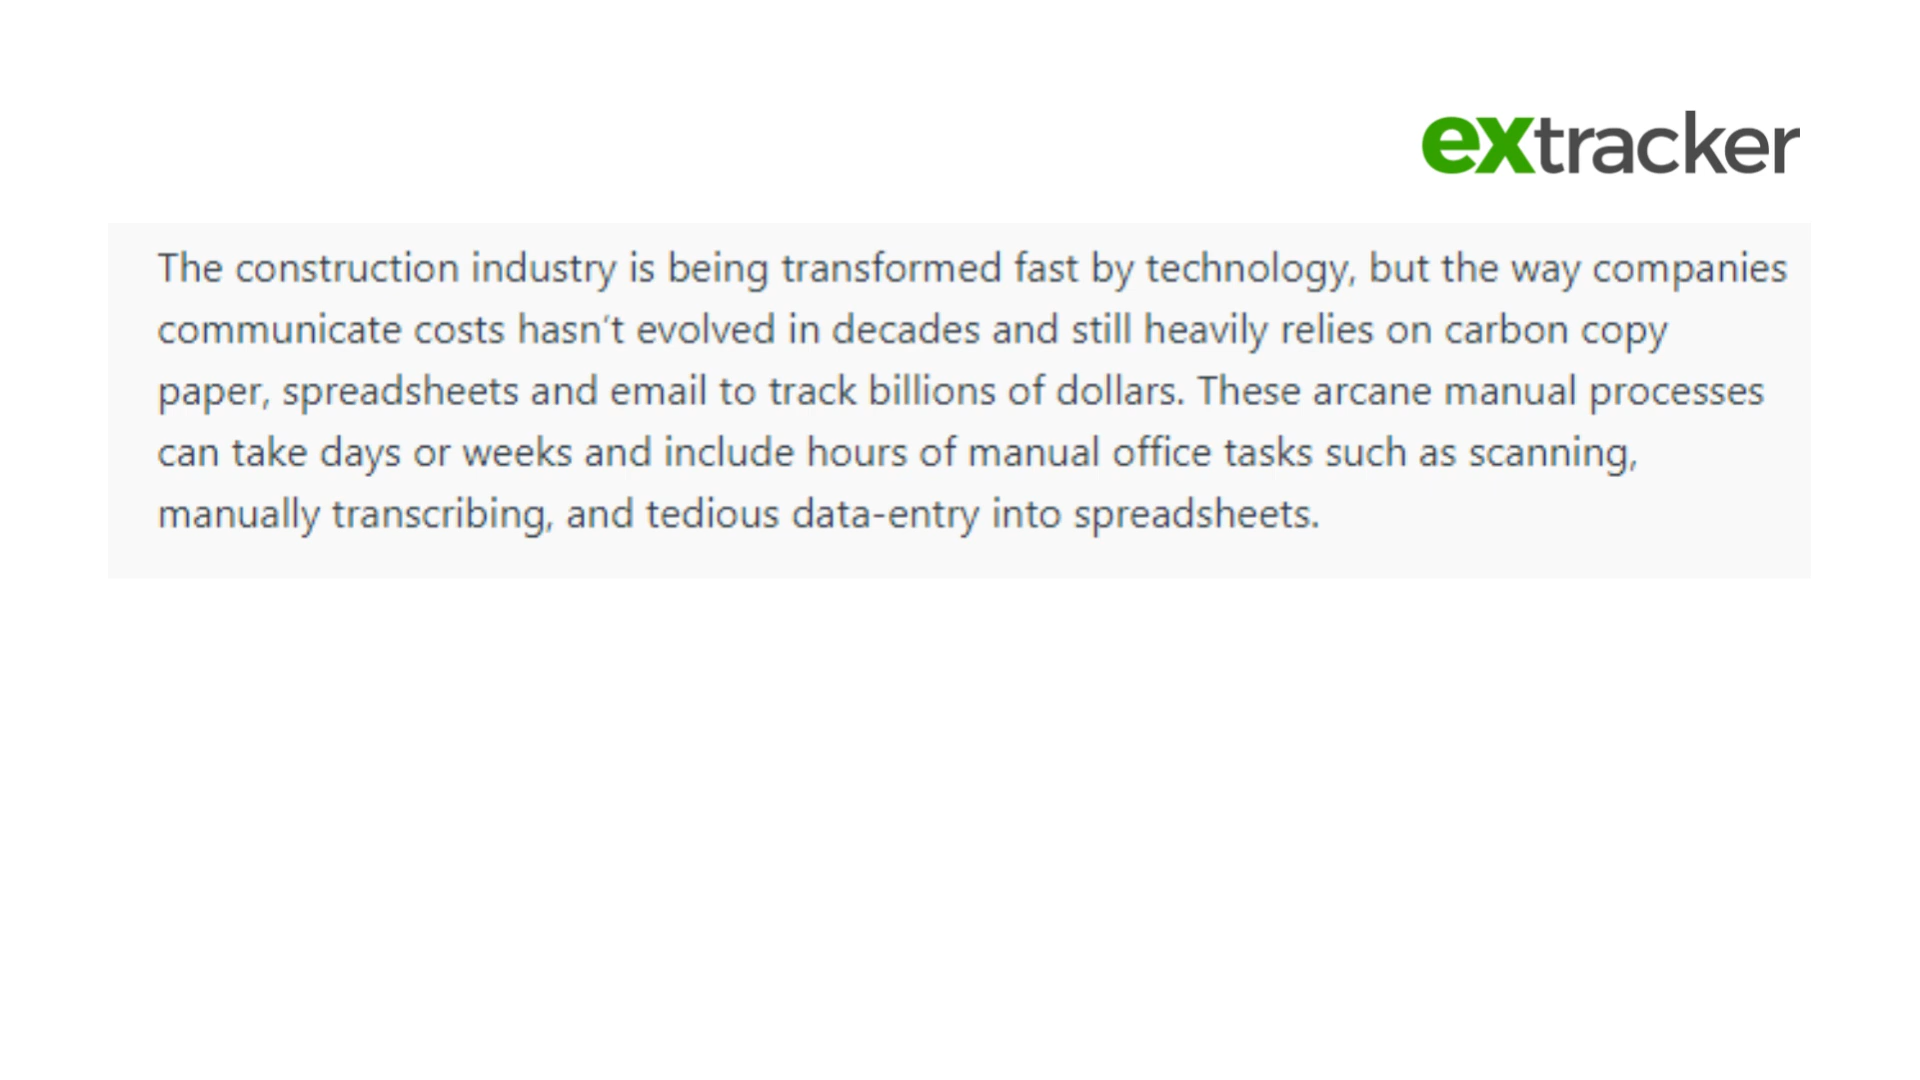 extracker
The construction industry is being transformed fast by technology, but the way companies
communicate costs hasn't evolved in decades and still heavily relies on carbon copy
paper, spreadsheets and email to track billions of dollars. These arcane manual processes
can take days or weeks and include hours of manual office tasks such as scanning,
manually transcribing, and tedious data-entry into spreadsheets.